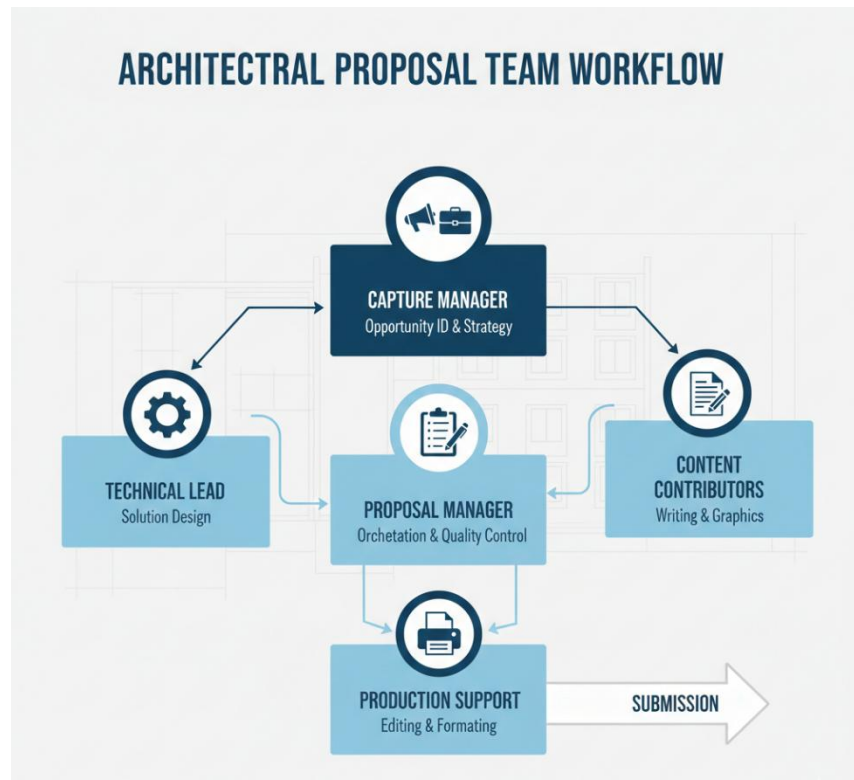 ARCHITECTRAL PROPOSAL TEAM WORKFLOW
CAPTURE MANAGER
Opportunity ID & Strategy
TECHNICAL LEAD
Solution Design
PROPOSAL MANAGER
Orchetation & Quality Control
CONTENT
CONTRIBUTORS
Writing & Graphics
PRODUCTION SUPPORT
Editing & Formating
SUBMISSION